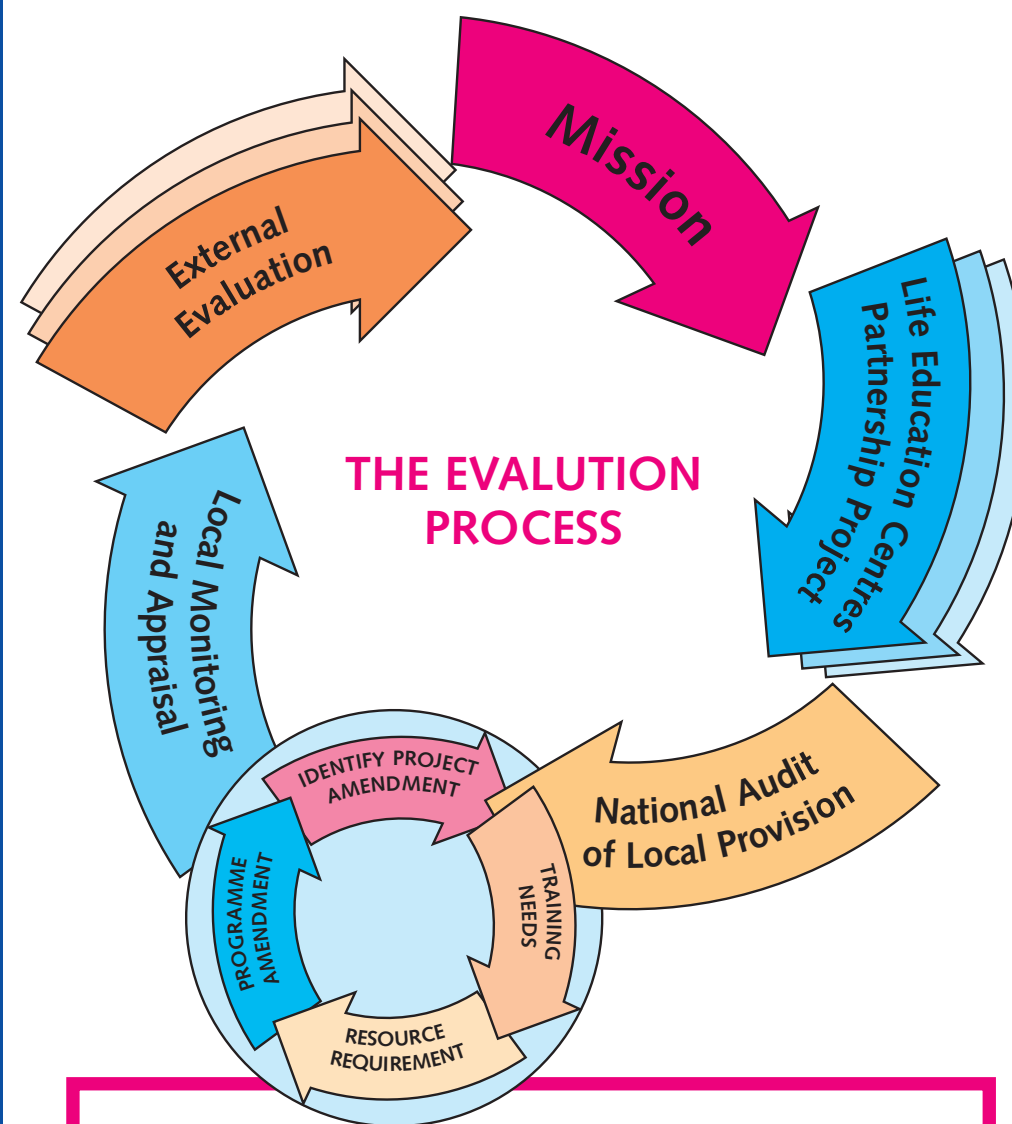 Mission
Life Education Centres
Partnership Project
National Audit
of Local Provision
IDENTIFY PROJECT
AMENDMENT
TRAINING
NEEDS
RESOURCE
REQUIREMENT
PROGRAMME
AMENDMENT
Local Monitoring
and Appraisal
External
Evaluation
THE EVALUTION
PROCESS